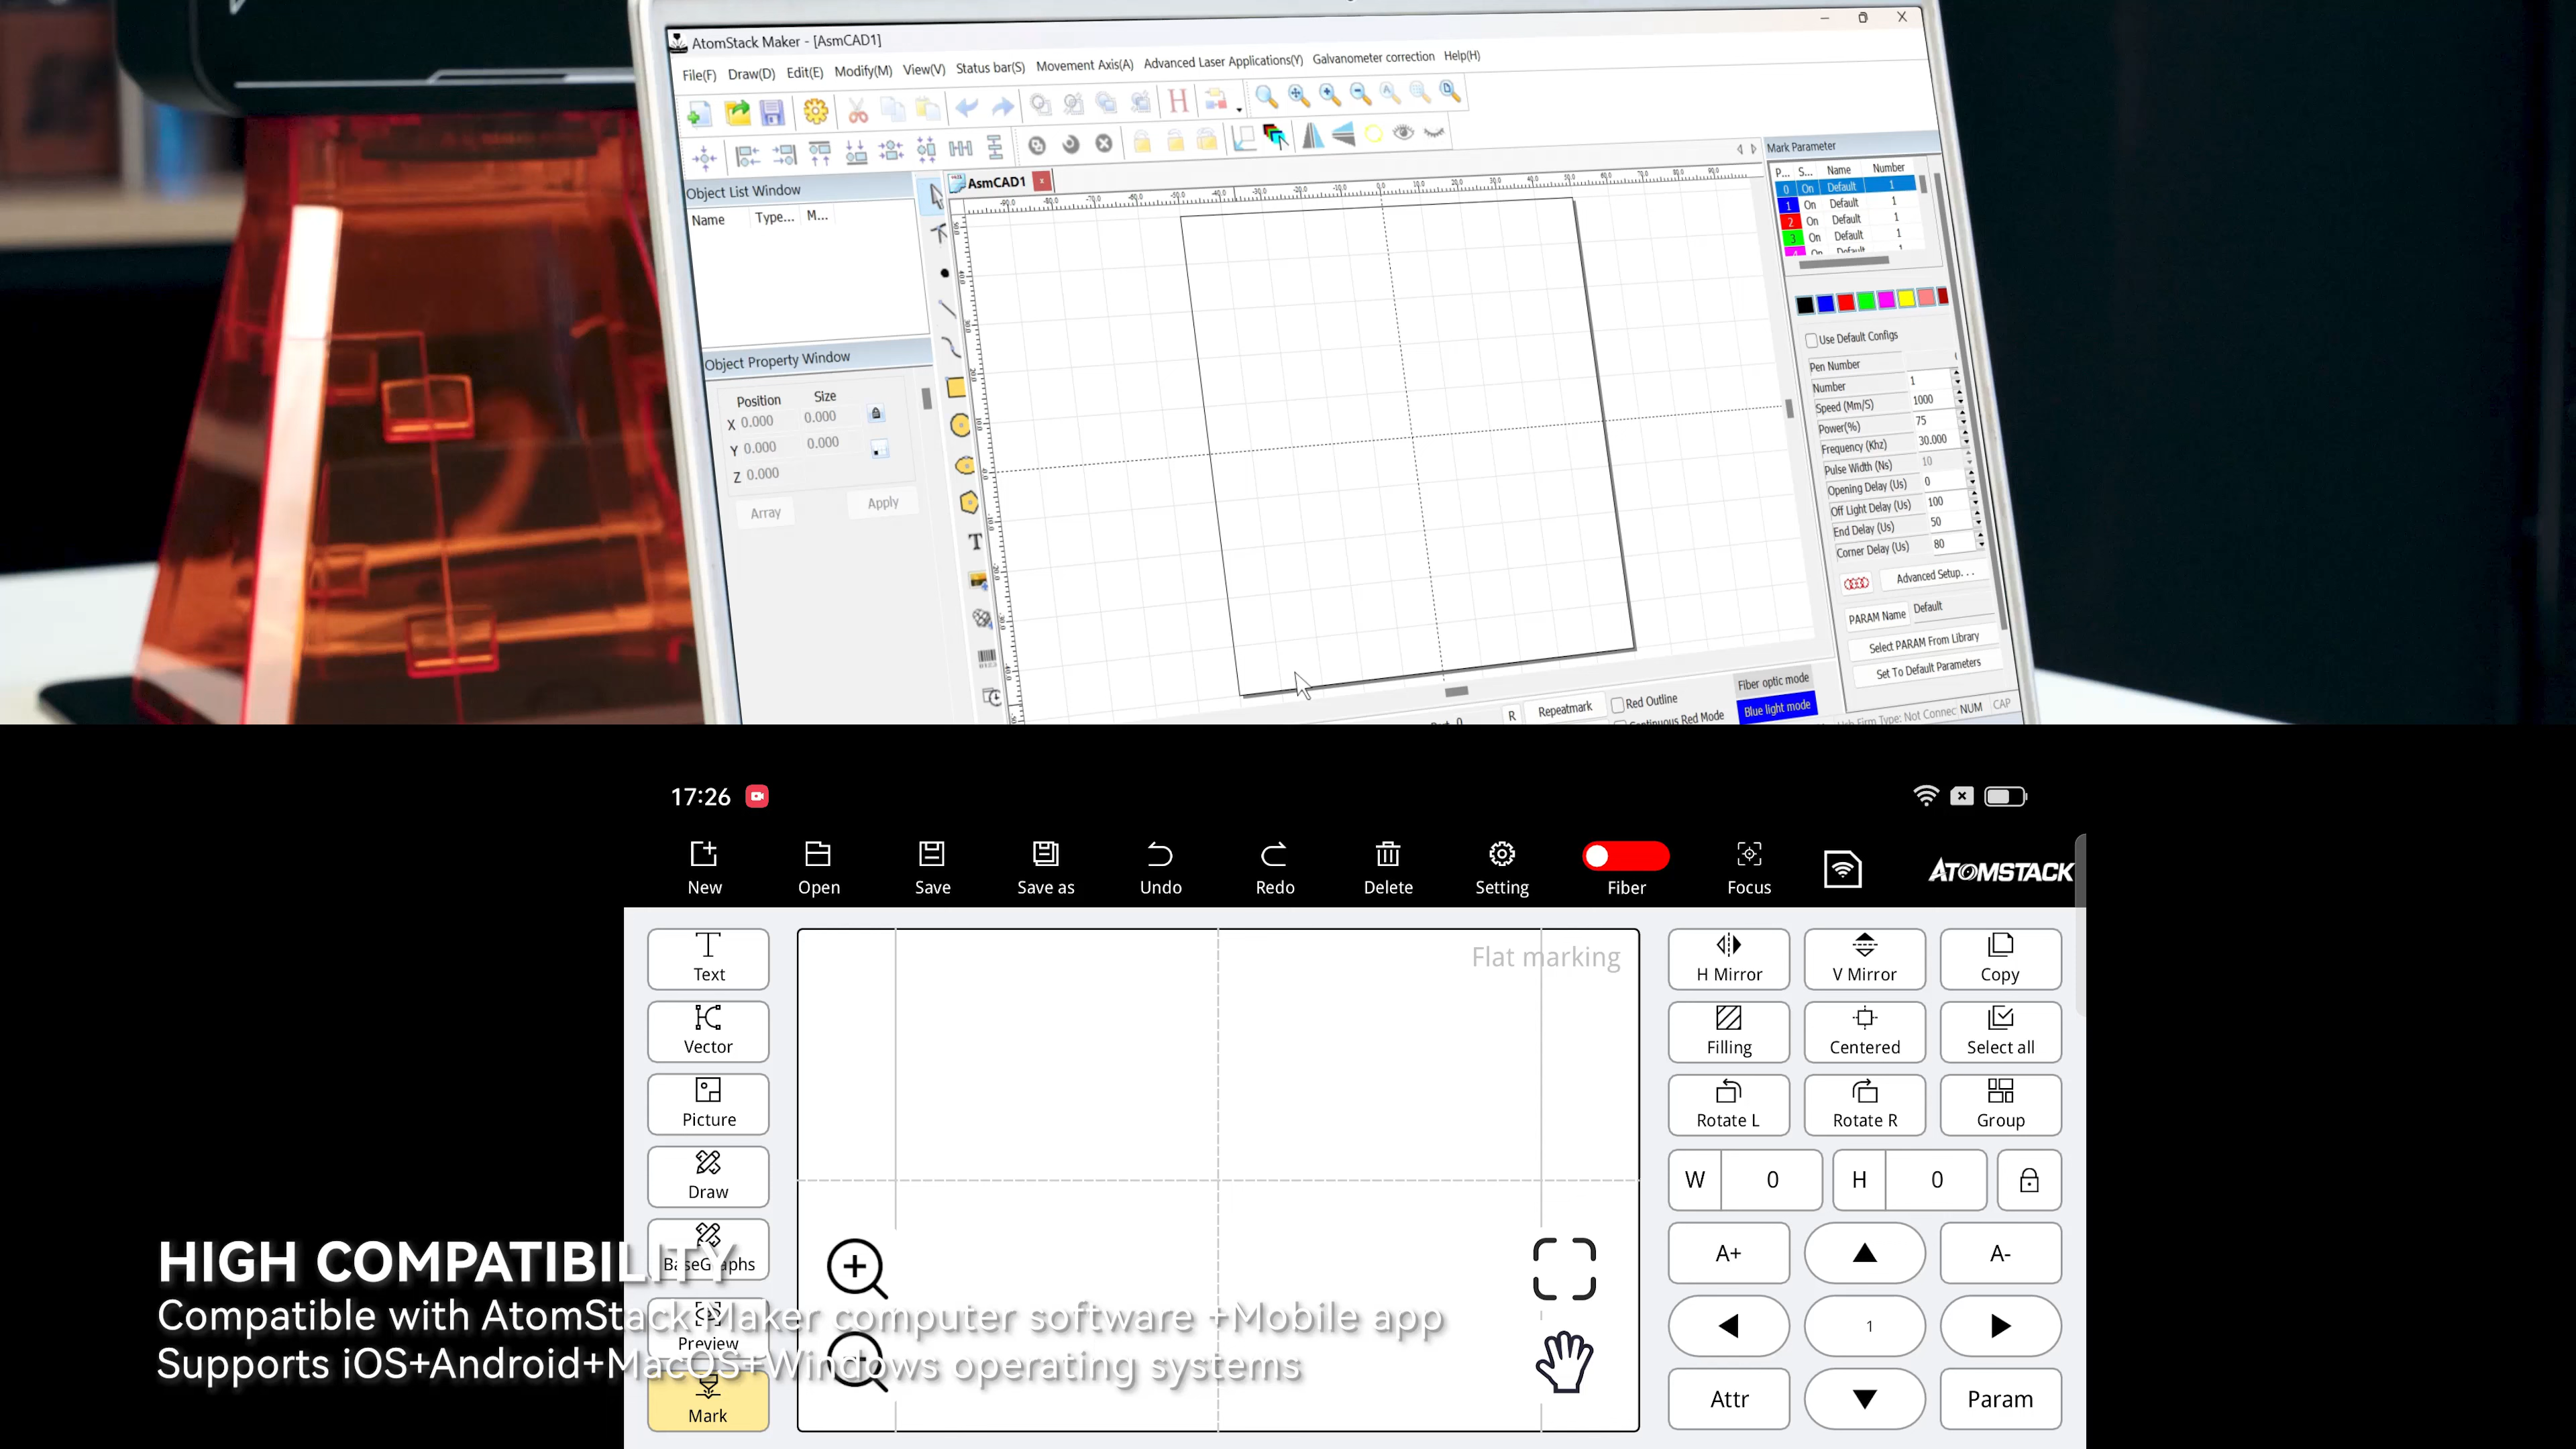 AtomStack Maker - [AsmCAD1]
File(F) Draw(D) Edit(E) Modify(M) View(V) Status bar(S) Movement Axis(A) Advanced Laser Applications(Y) Galvanometer correction Help(H)
Object List Window
Name Type... M...
AsmCAD1
Object Property Window
Position Size
X 0.000 0.000
Y 0.000 0.000
Z 0.000
Array Apply
T
Mark Parameter
P... S... Name Number
0 On Default 1
1 On Default 1
2 On Default 1
3 On Default 1
4 On Default 1
Use Default Configs
Pen Number
Number 1
Speed (Mm/S) 1000
Power(%) 75
Frequency (Khz) 30.000
Pulse Width (Ns) 10
Opening Delay (Us) 0
Off Light Delay (Us) 100
End Delay (Us) 50
Corner Delay (Us) 80
Advanced Setup...
PARAM Name Default
Select PARAM From Library
Set To Default Parameters
R Repeatmark Red Outline Fiber optic mode
Continuous Red Mode Blue light mode
Firm Type: Not Connec NUM CAP
17:26
New Open Save Save as Undo Redo Delete Setting Fiber Focus ATOMSTACK
Text
Vector
Picture
Draw
BaseGraphs
Preview
Mark
Flat marking
H Mirror V Mirror Copy
Filling Centered Select all
Rotate L Rotate R Group
W 0 H 0
A+ A-
1
Attr Param
HIGH COMPATIBILITY
Compatible with AtomStack Maker computer software +Mobile app
Supports iOS+Android+MacOS+Windows operating systems